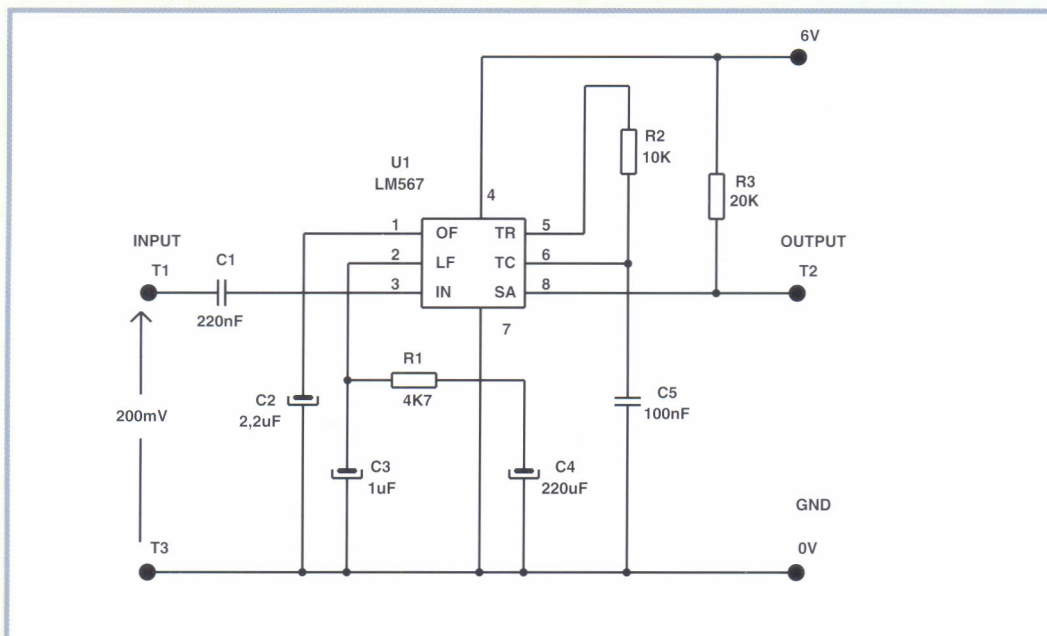 6V
R2
10K
U1
LM567
R3
20K
4
1
OF
TR
5
INPUT
OUTPUT
2
LF
TC
6
T1
C1
T2
3
IN
SA
8
220nF
7
R1
4K7
C2
2,2uF
C5
100nF
200mV
C3
1uF
C4
220uF
GND
T3
0V